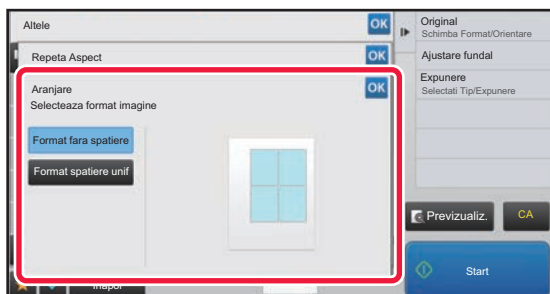 Altele
OK
Repeta Aspect
OK
Aranjare
OK
Selecteaza format imagine
Format fara spatiere
Format spatiere unif
Inapoi
Original
Schimba Format/Orientare
Ajustare fundal
Expunere
Selectati Tip/Expunere
Previzualiz.
CA
Start